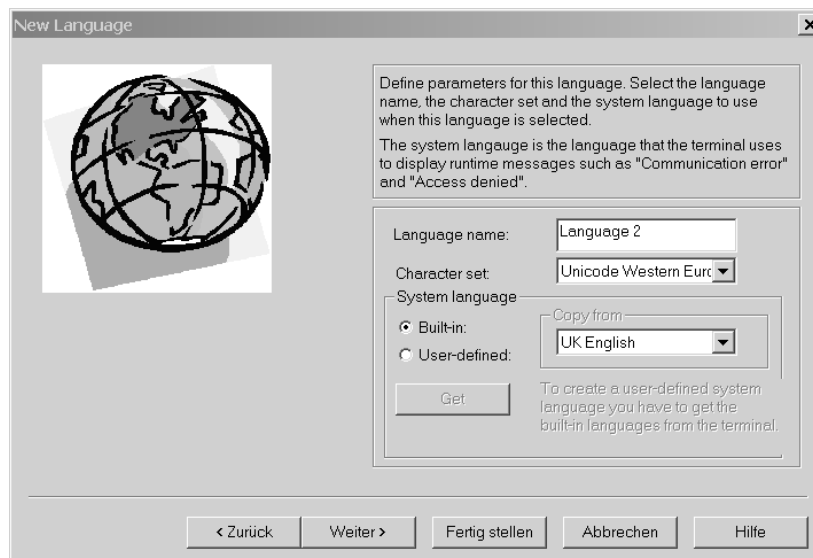 New Language
Define parameters for this language. Select the language
name, the character set and the system language to use
when this language is selected.
The system langauge is the language that the terminal uses
to display runtime messages such as "Communication error"
and "Access denied".
Language name:
Language 2
Character set:
Unicode Western Eurc
System language
Built-in:
User-defined:
Copy from
UK English
Get
To create a user-defined system
language you have to get the
built-in languages from the terminal.
< Zurück
Weiter >
Fertig stellen
Abbrechen
Hilfe